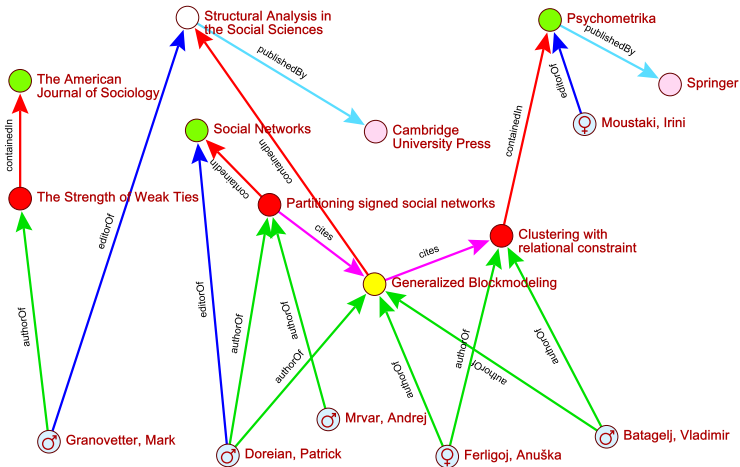 Structural Analysis in
the Social Sciences
Psychometrika
publishedBy
publishedBy
The American
Journal of Sociology
Springer
editorOf
Moustaki, Irini
Social Networks
Cambridge
University Press
containedIn
containedIn
containedIn
containedIn
The Strength of Weak Ties
Partitioning signed social networks
editorOf
cites
Clustering with
relational constraint
cites
Generalized Blockmodeling
editorOf
authorOf
authorOf
authorOf
authorOf
authorOf
authorOf
authorOf
authorOf
Granovetter, Mark
Doreian, Patrick
Mrvar, Andrej
Ferligoj, Anuška
Batagelj, Vladimir